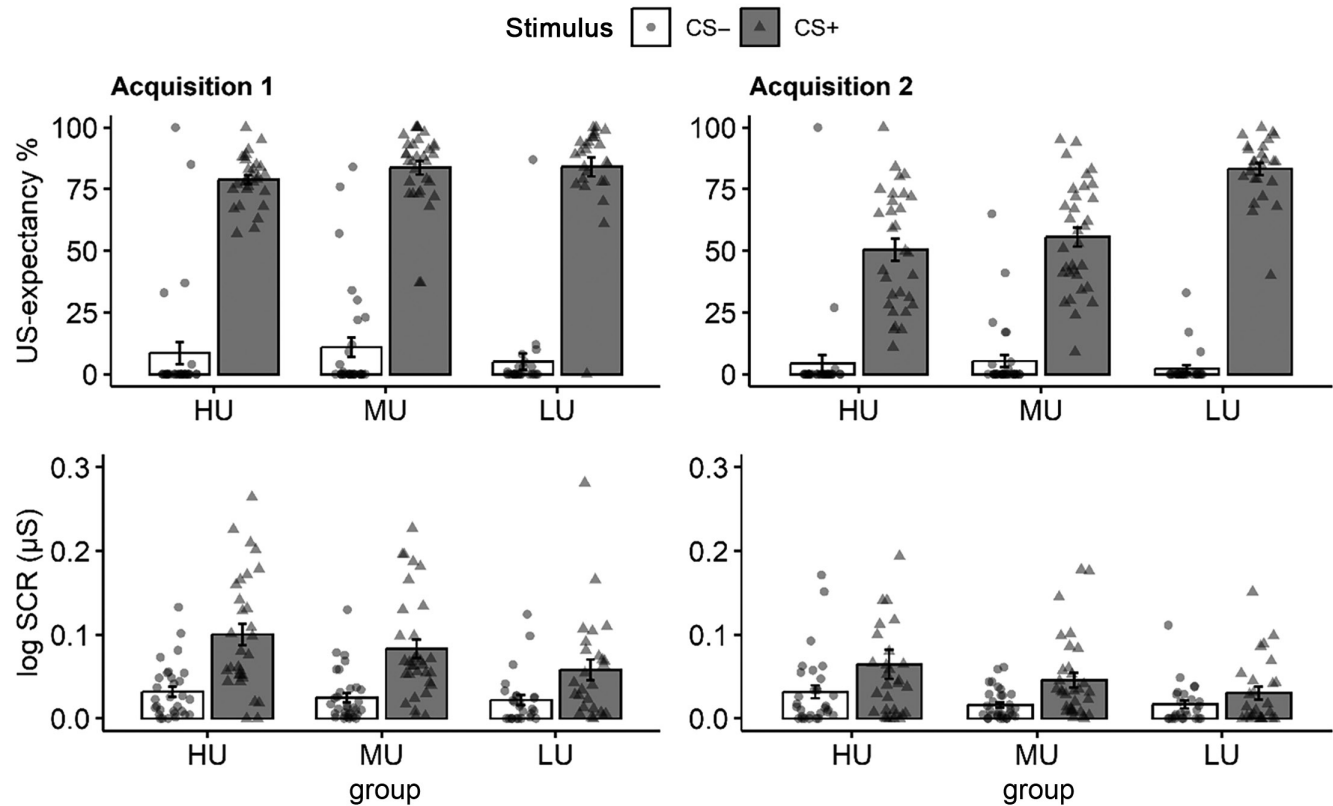 Stimulus CS– CS+
Acquisition 1
US-expectancy %
100
75
50
25
0
HU MU LU
Acquisition 2
100
75
50
25
0
HU MU LU
log SCR (µS)
0.3
0.2
0.1
0.0
HU MU LU
group
0.3
0.2
0.1
0.0
HU MU LU
group